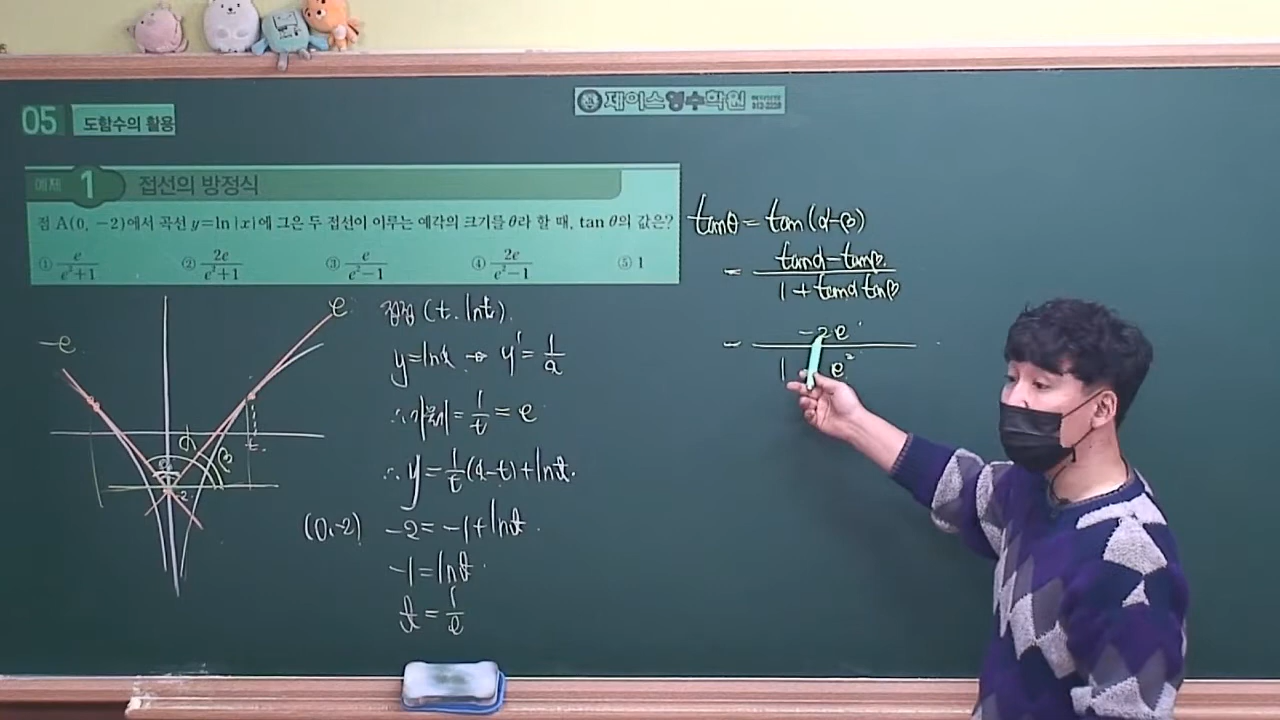 제이스영수학원
05 도함수의 활용
예제 1 접선의 방정식
점 A(0, −2)에서 곡선 y=ln|x|에 그은 두 접선이 이루는 예각의 크기를 θ라 할 때, tan θ의 값은?
① e/(e²+1) ② 2e/(e²+1) ③ e/(e²−1) ④ 2e/(e²−1) ⑤ 1
-e
e
α
β
θ
t
-2
접점 (t, lnt).
y=lnx → y'=1/x
∴ 기울기=1/t=e
∴ y=1/t(x-t)+lnt.
(0,-2) -2=-1+lnt.
-1=lnt.
t=1/e
tanθ=tan(α-β)
=(tanα-tanβ)/(1+tanα tanβ)
=-2e
1 e²